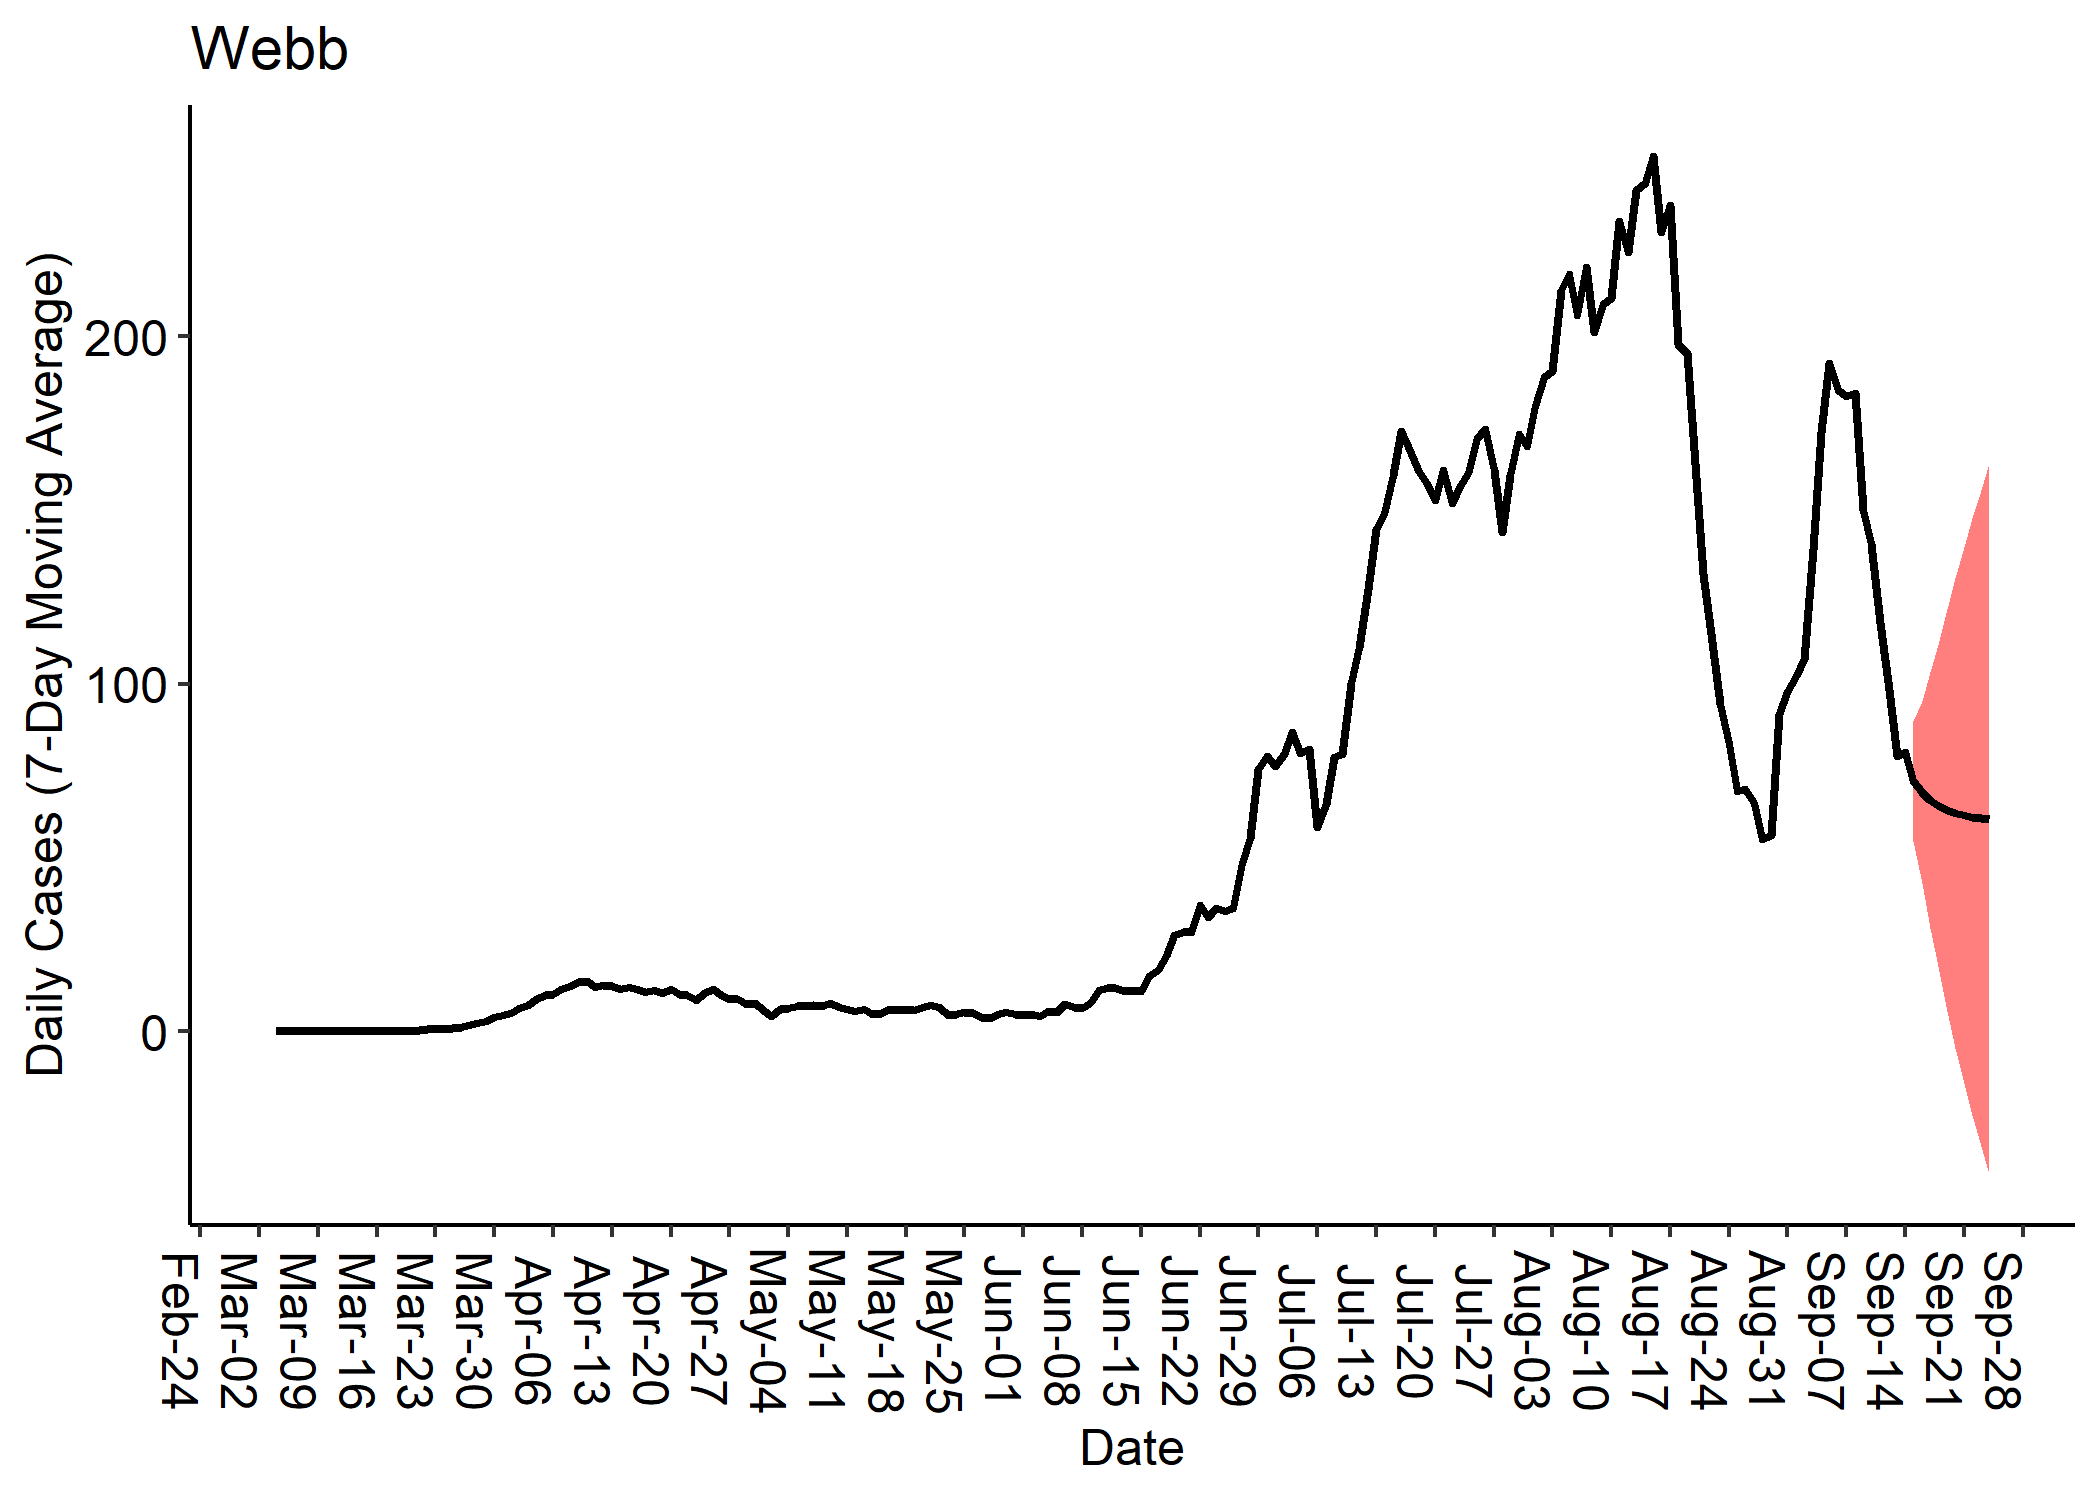 Webb
Daily Cases (7-Day Moving Average)
200
100
0
Feb-24
Mar-02
Mar-09
Mar-16
Mar-23
Mar-30
Apr-06
Apr-13
Apr-20
Apr-27
May-04
May-11
May-18
May-25
Jun-01
Jun-08
Jun-15
Jun-22
Jun-29
Jul-06
Jul-13
Jul-20
Jul-27
Aug-03
Aug-10
Aug-17
Aug-24
Aug-31
Sep-07
Sep-14
Sep-21
Sep-28
Date